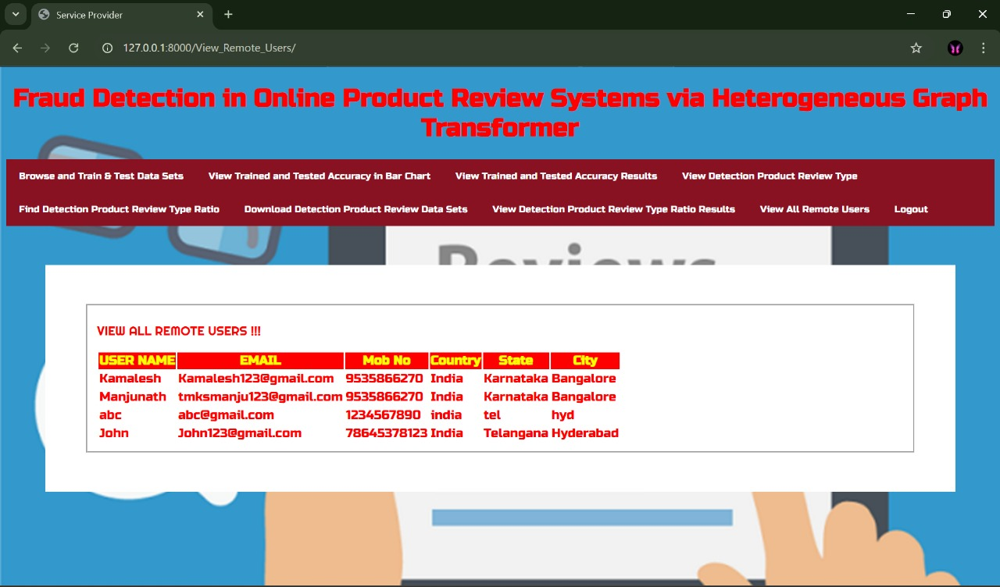 Service Provider
127.0.0.1:8000/View_Remote_Users/
Fraud Detection in Online Product Review Systems via Heterogeneous Graph
Transformer
Browse and Train & Test Data Sets View Trained and Tested Accuracy in Bar Chart View Trained and Tested Accuracy Results View Detection Product Review Type
Find Detection Product Review Type Ratio Download Detection Product Review Data Sets View Detection Product Review Type Ratio Results View All Remote Users Logout
Reviews
VIEW ALL REMOTE USERS !!!
USER NAME EMAIL Mob No Country State City
Kamalesh Kamalesh123@gmail.com 9535866270 India Karnataka Bangalore
Manjunath tmksmanju123@gmail.com 9535866270 India Karnataka Bangalore
abc abc@gmail.com 1234567890 india tel hyd
John John123@gmail.com 78645378123 India Telangana Hyderabad